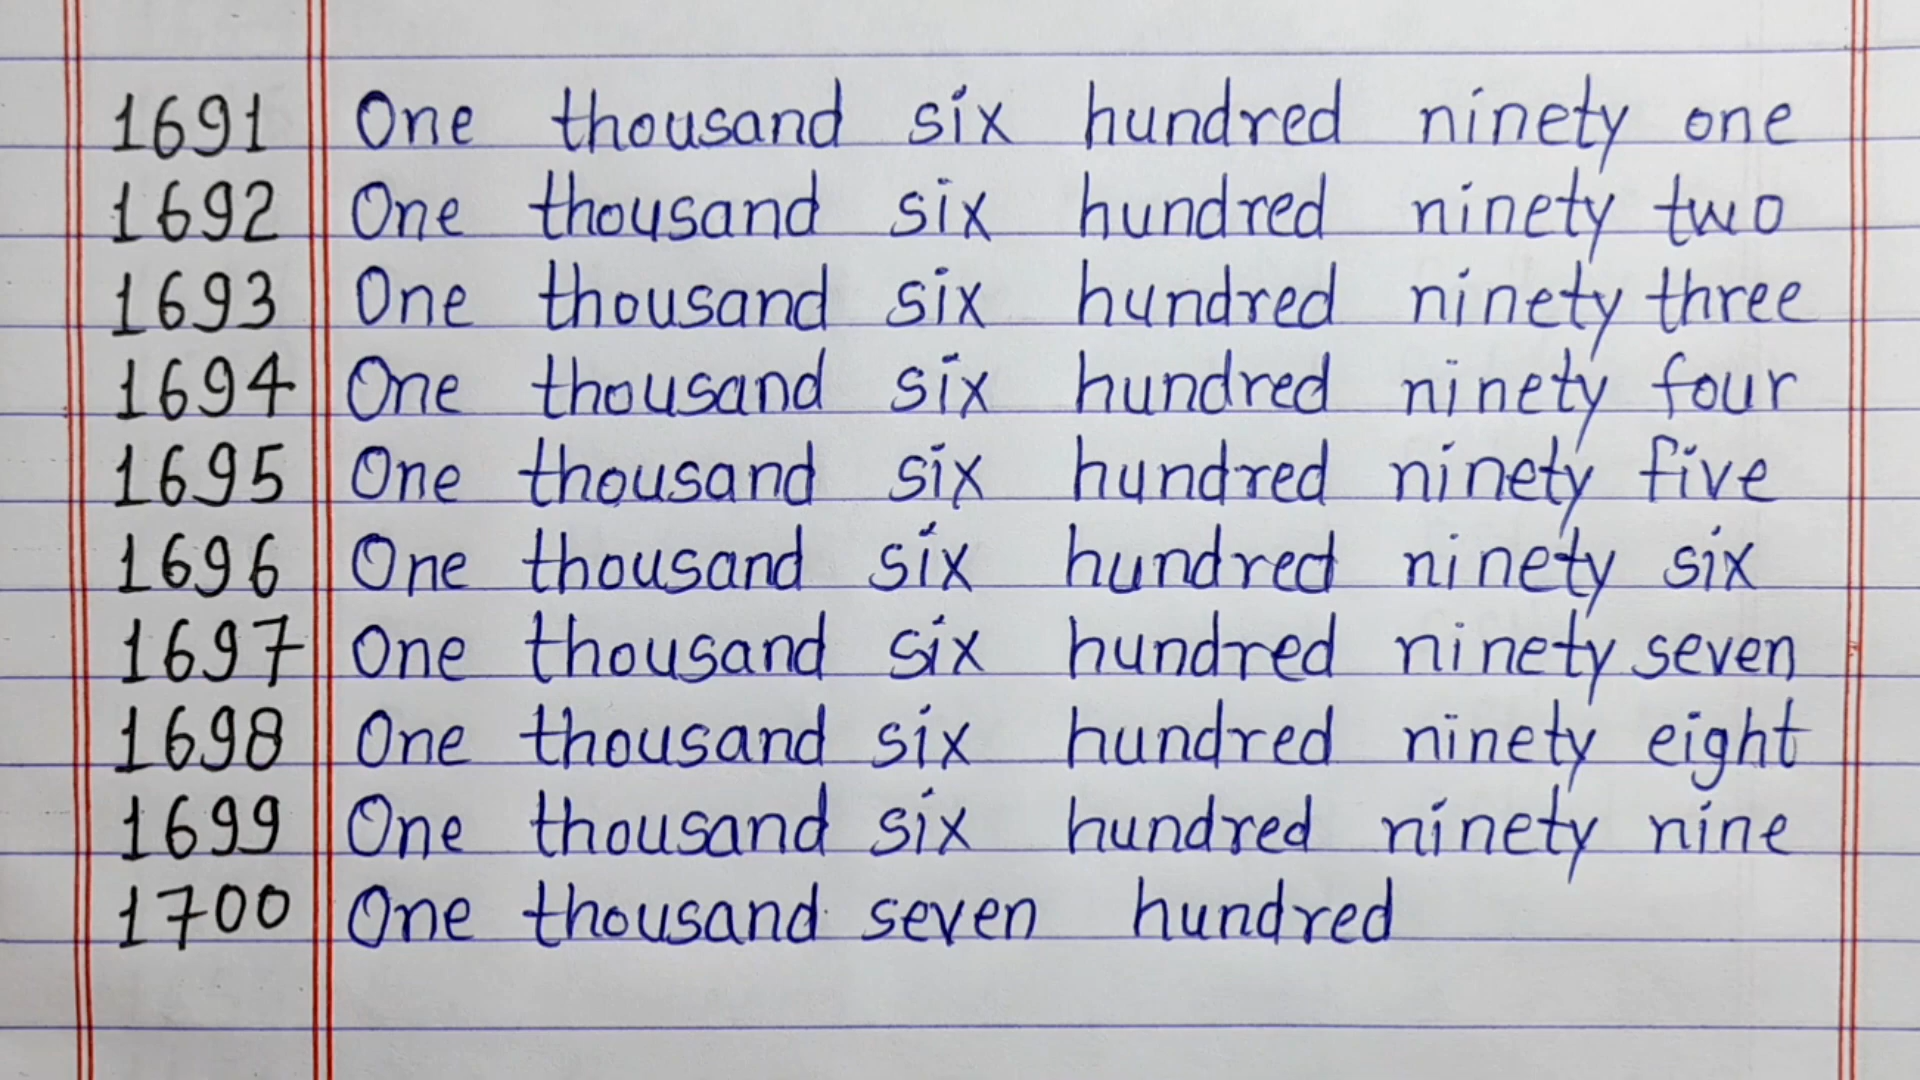 1691 One thousand six hundred ninety one
1692 One thousand six hundred ninety two
1693 One thousand six hundred ninety three
1694 One thousand six hundred ninety four
1695 One thousand six hundred ninety five
1696 One thousand six hundred ninety six
1697 One thousand six hundred ninety seven
1698 One thousand six hundred ninety eight
1699 One thousand six hundred ninety nine
1700 One thousand seven hundred